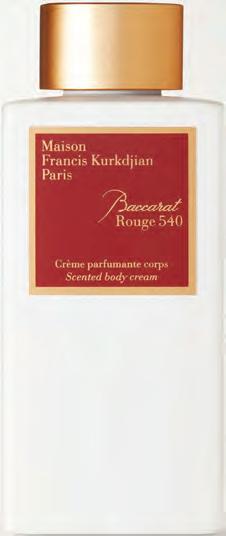 Maison
Francis Kurkdjian
Paris
Baccarat
Rouge 540
Crème parfumante corps
Scented body cream